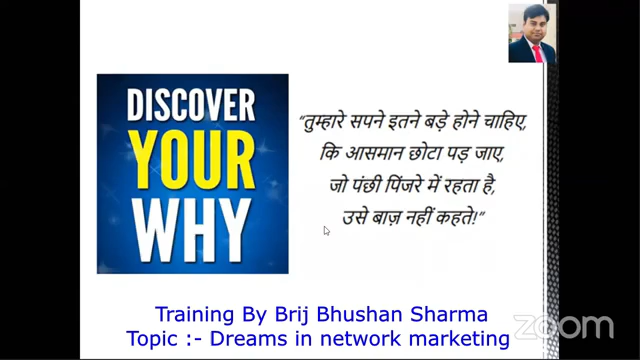 DISCOVER
YOUR
WHY
“तुम्हारे सपने इतने बड़े होने चाहिए,
कि आसमान छोटा पड़ जाए,
जो पंछी पिंजरे में रहता है,
उसे बाज़ नहीं कहते!”
Training By Brij Bhushan Sharma
Topic :- Dreams in network marketing
zoom